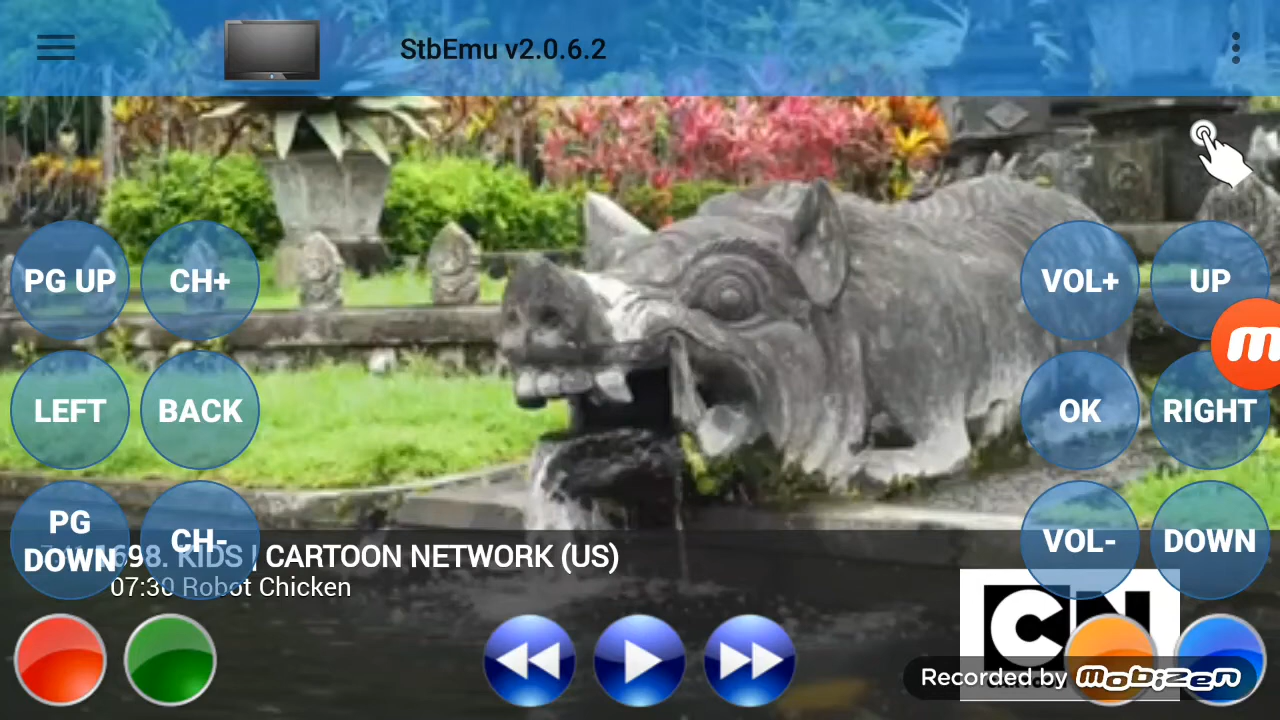 StbEmu v2.0.6.2
PG UP
CH+
VOL+
UP
LEFT
BACK
OK
RIGHT
PG
DOWN
CH-
VOL-
DOWN
698. KIDS | CARTOON NETWORK (US)
07:30 Robot Chicken
CN
Recorded by mobizen
m